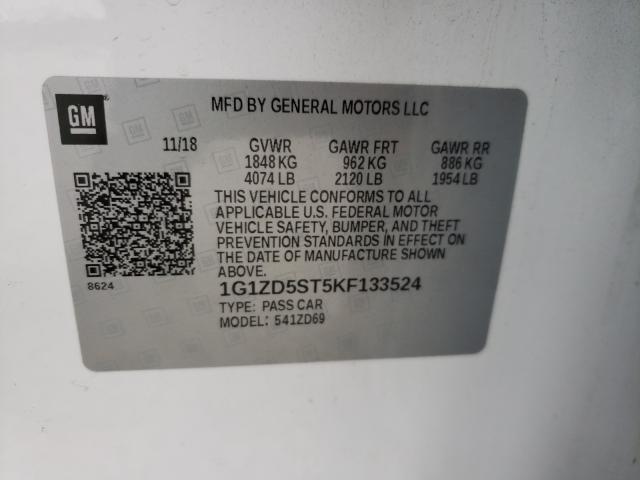 GM
MFD BY GENERAL MOTORS LLC
11/18 GVWR GAWR FRT GAWR RR
1848 KG 962 KG 886 KG
4074 LB 2120 LB 1954 LB
THIS VEHICLE CONFORMS TO ALL
APPLICABLE U.S. FEDERAL MOTOR
VEHICLE SAFETY, BUMPER, AND THEFT
PREVENTION STANDARDS IN EFFECT ON
THE DATE OF MANUFACTURE SHOWN
ABOVE.
8624
1G1ZD5ST5KF133524
TYPE: PASS CAR
MODEL: 541ZD69